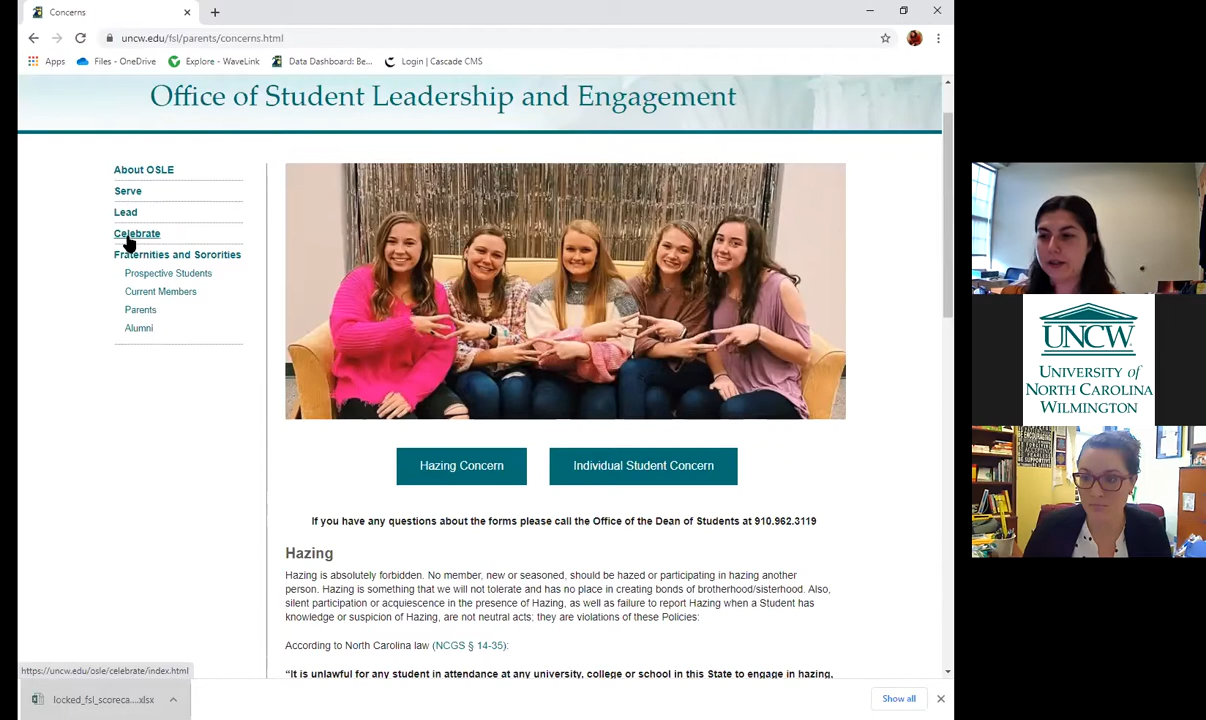 Concerns
uncw.edu/fsl/parents/concerns.html
Apps
Files - OneDrive
Explore - WaveLink
Data Dashboard: Be...
Login | Cascade CMS
Office of Student Leadership and Engagement
About OSLE
Serve
Lead
Celebrate
Fraternities and Sororities
Prospective Students
Current Members
Parents
Alumni
Hazing Concern
Individual Student Concern
If you have any questions about the forms please call the Office of the Dean of Students at 910.962.3119
Hazing
Hazing is absolutely forbidden. No member, new or seasoned, should be hazed or participating in hazing another
person. Hazing is something that we will not tolerate and has no place in creating bonds of brotherhood/sisterhood. Also,
silent participation or acquiescence in the presence of Hazing, as well as failure to report Hazing when a Student has
knowledge or suspicion of Hazing, are not neutral acts; they are violations of these Policies:
According to North Carolina law (NCGS § 14-35):
“It is unlawful for any student in attendance at any university, college or school in this State to engage in hazing,
https://uncw.edu/osle/celebrate/index.html
locked_fsl_scoreca....xlsx
Show all
UNCW
UNIVERSITY of
NORTH CAROLINA
WILMINGTON